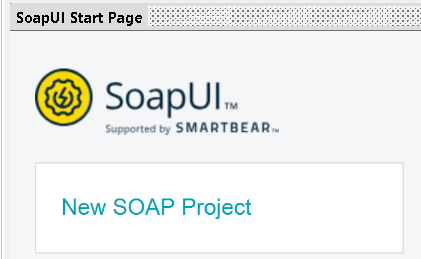 SoapUI Start Page
SoapUI™
Supported by SMARTBEAR™
New SOAP Project